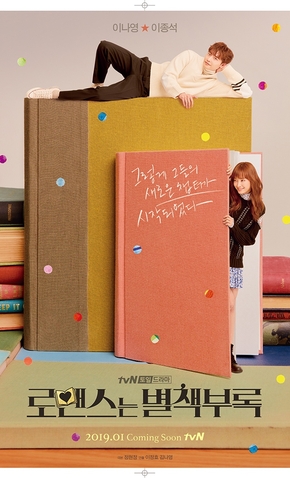 이나영 ★ 이종석
그렇게 그들의
새로운 챕터가
시작되었다
tvN 토일드라마
로맨스는 별책부록
2019.01 Coming Soon tvN